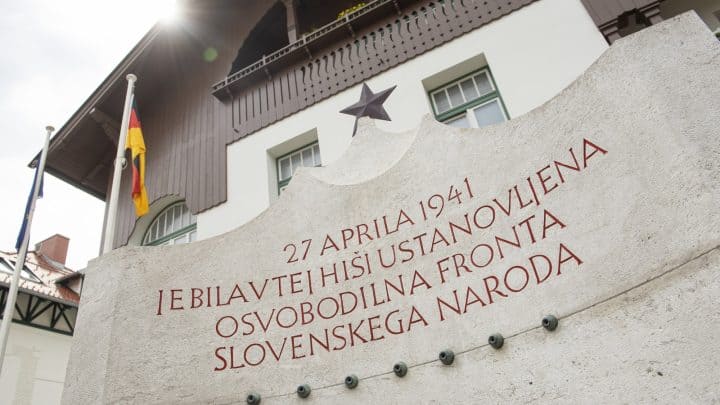 27 APRILA 1941
JE BILA V TEJ HIŠI USTANOVLJENA
OSVOBODILNA FRONTA
SLOVENSKEGA NARODA